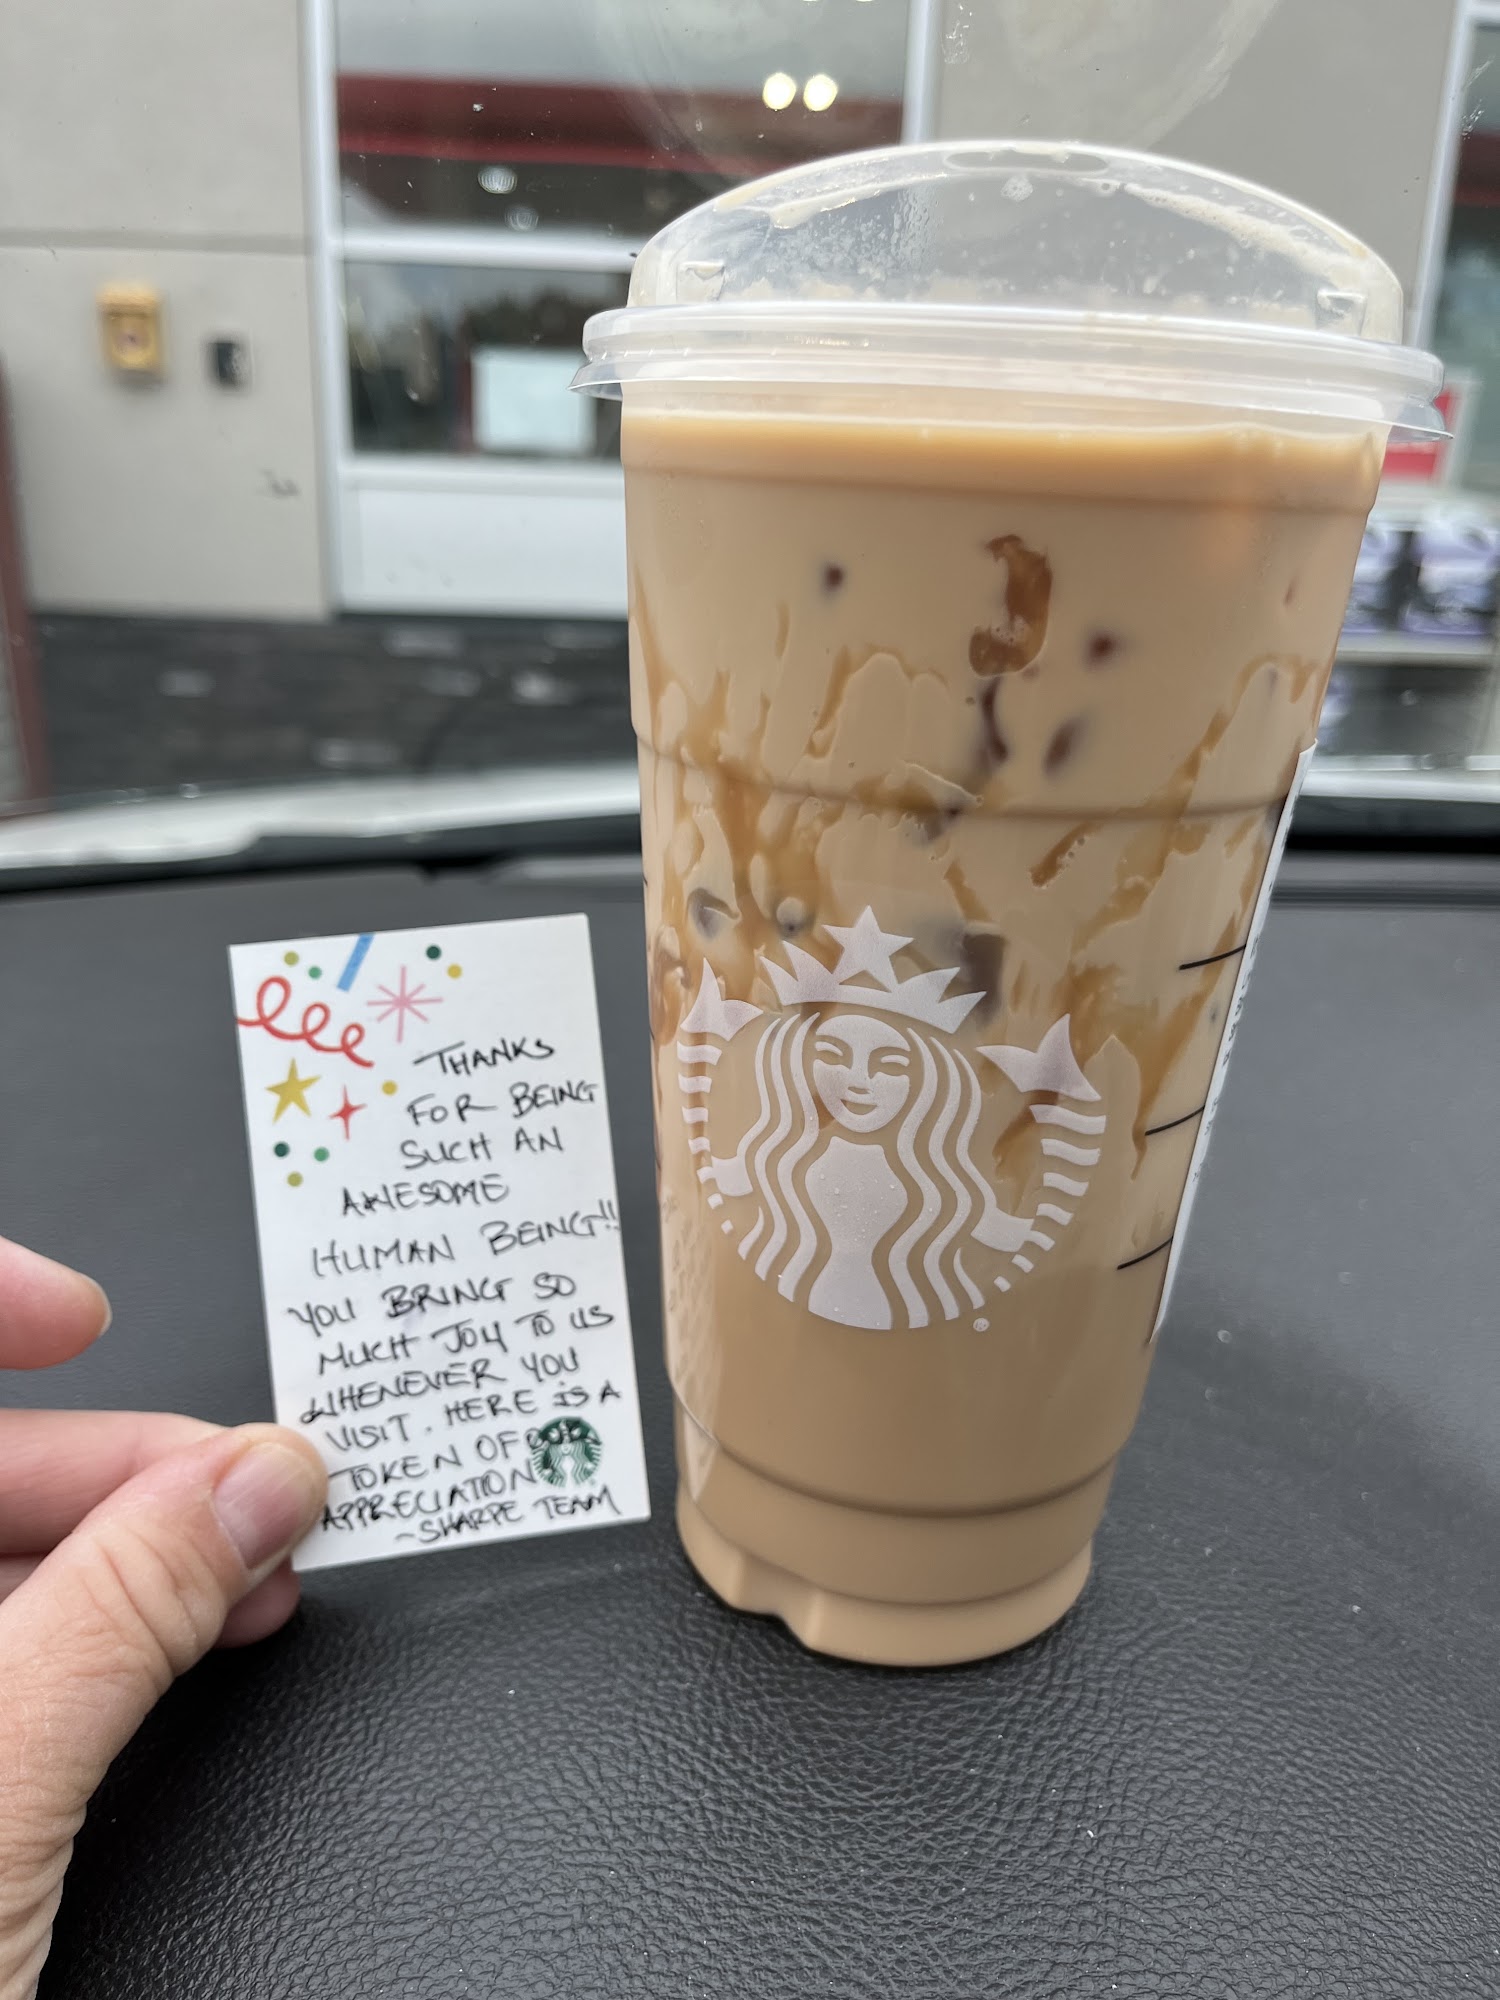 THANKS
FOR BEING
SUCH AN
AWESOME
HUMAN BEING!!
YOU BRING SO
MUCH JOY TO US
WHENEVER YOU
VISIT. HERE IS A
TOKEN OF OUR
APPRECIATION
~SHARPE TEAM